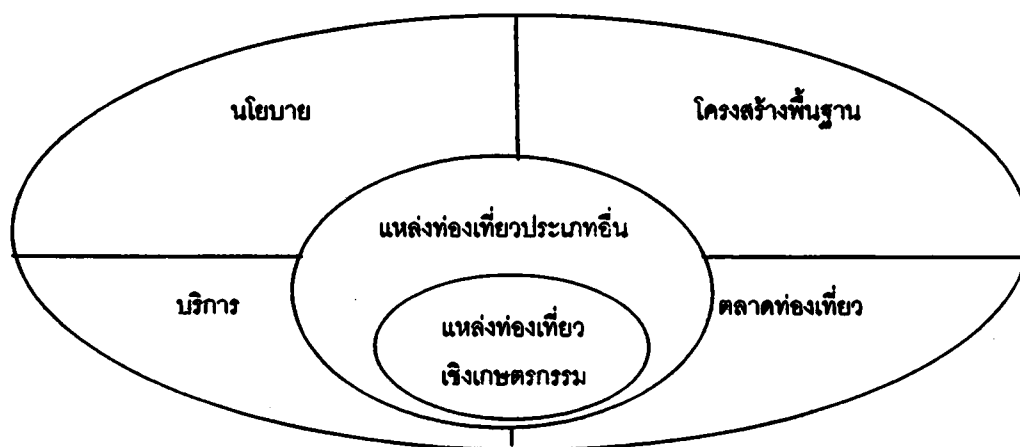 นโยบาย
โครงสร้างพื้นฐาน
แหล่งท่องเที่ยวประเภทอื่น
บริการ
ตลาดท่องเที่ยว
แหล่งท่องเที่ยว
เชิงเกษตรกรรม